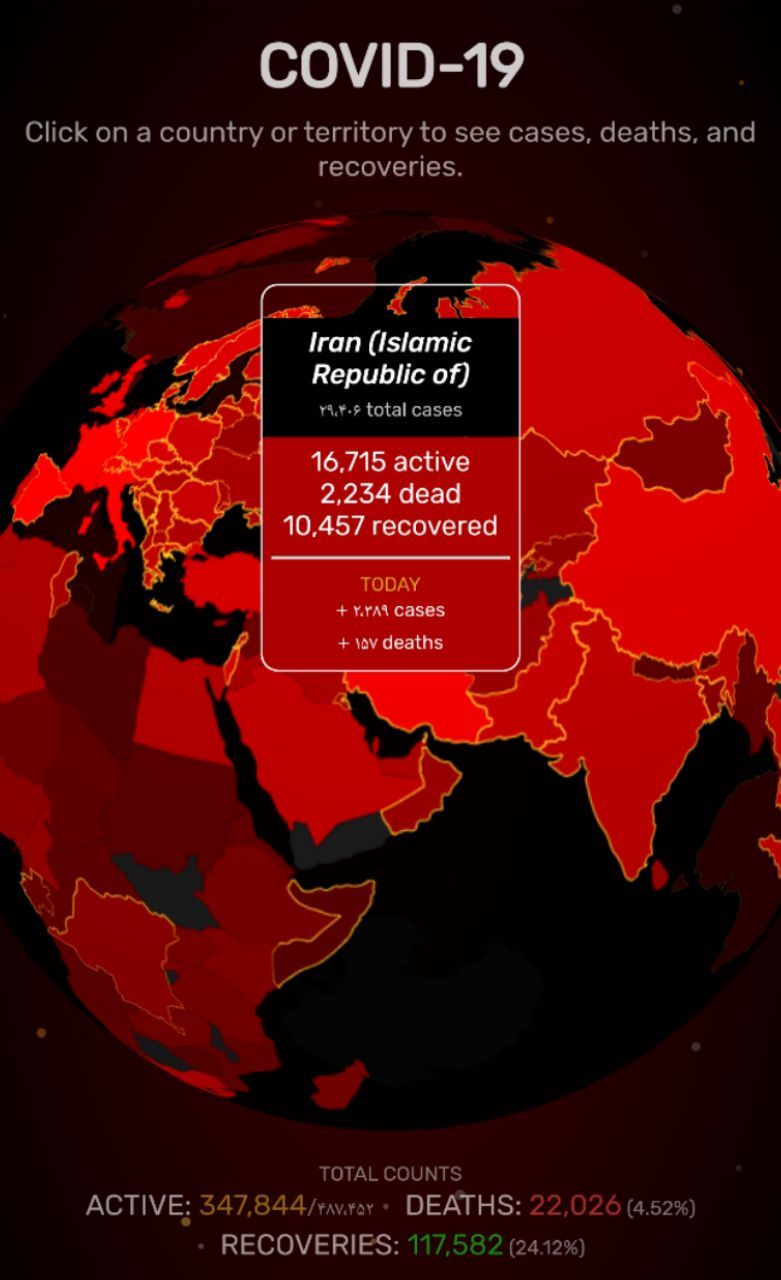 COVID-19
Click on a country or territory to see cases, deaths, and
recoveries.
Iran (Islamic
Republic of)
۲۹٬۴۰۶ total cases
16,715 active
2,234 dead
10,457 recovered
TODAY
+ ۲٬۳۸۹ cases
+ ۱۵۷ deaths
TOTAL COUNTS
ACTIVE: 347,844/۴۸۷٬۴۵۲ • DEATHS: 22,026 (4.52%)
• RECOVERIES: 117,582 (24.12%)